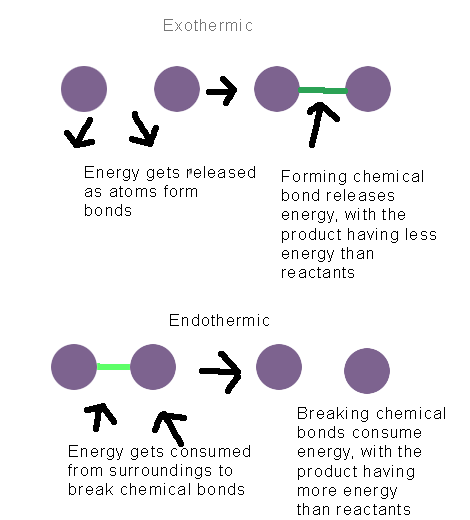 Exothermic
Energy gets released
as atoms form
bonds
Forming chemical
bond releases
energy, with the
product having less
energy than
reactants
Endothermic
Energy gets consumed
from surroundings to
break chemical bonds
Breaking chemical
bonds consume
energy, with the
product having
more energy
than reactants